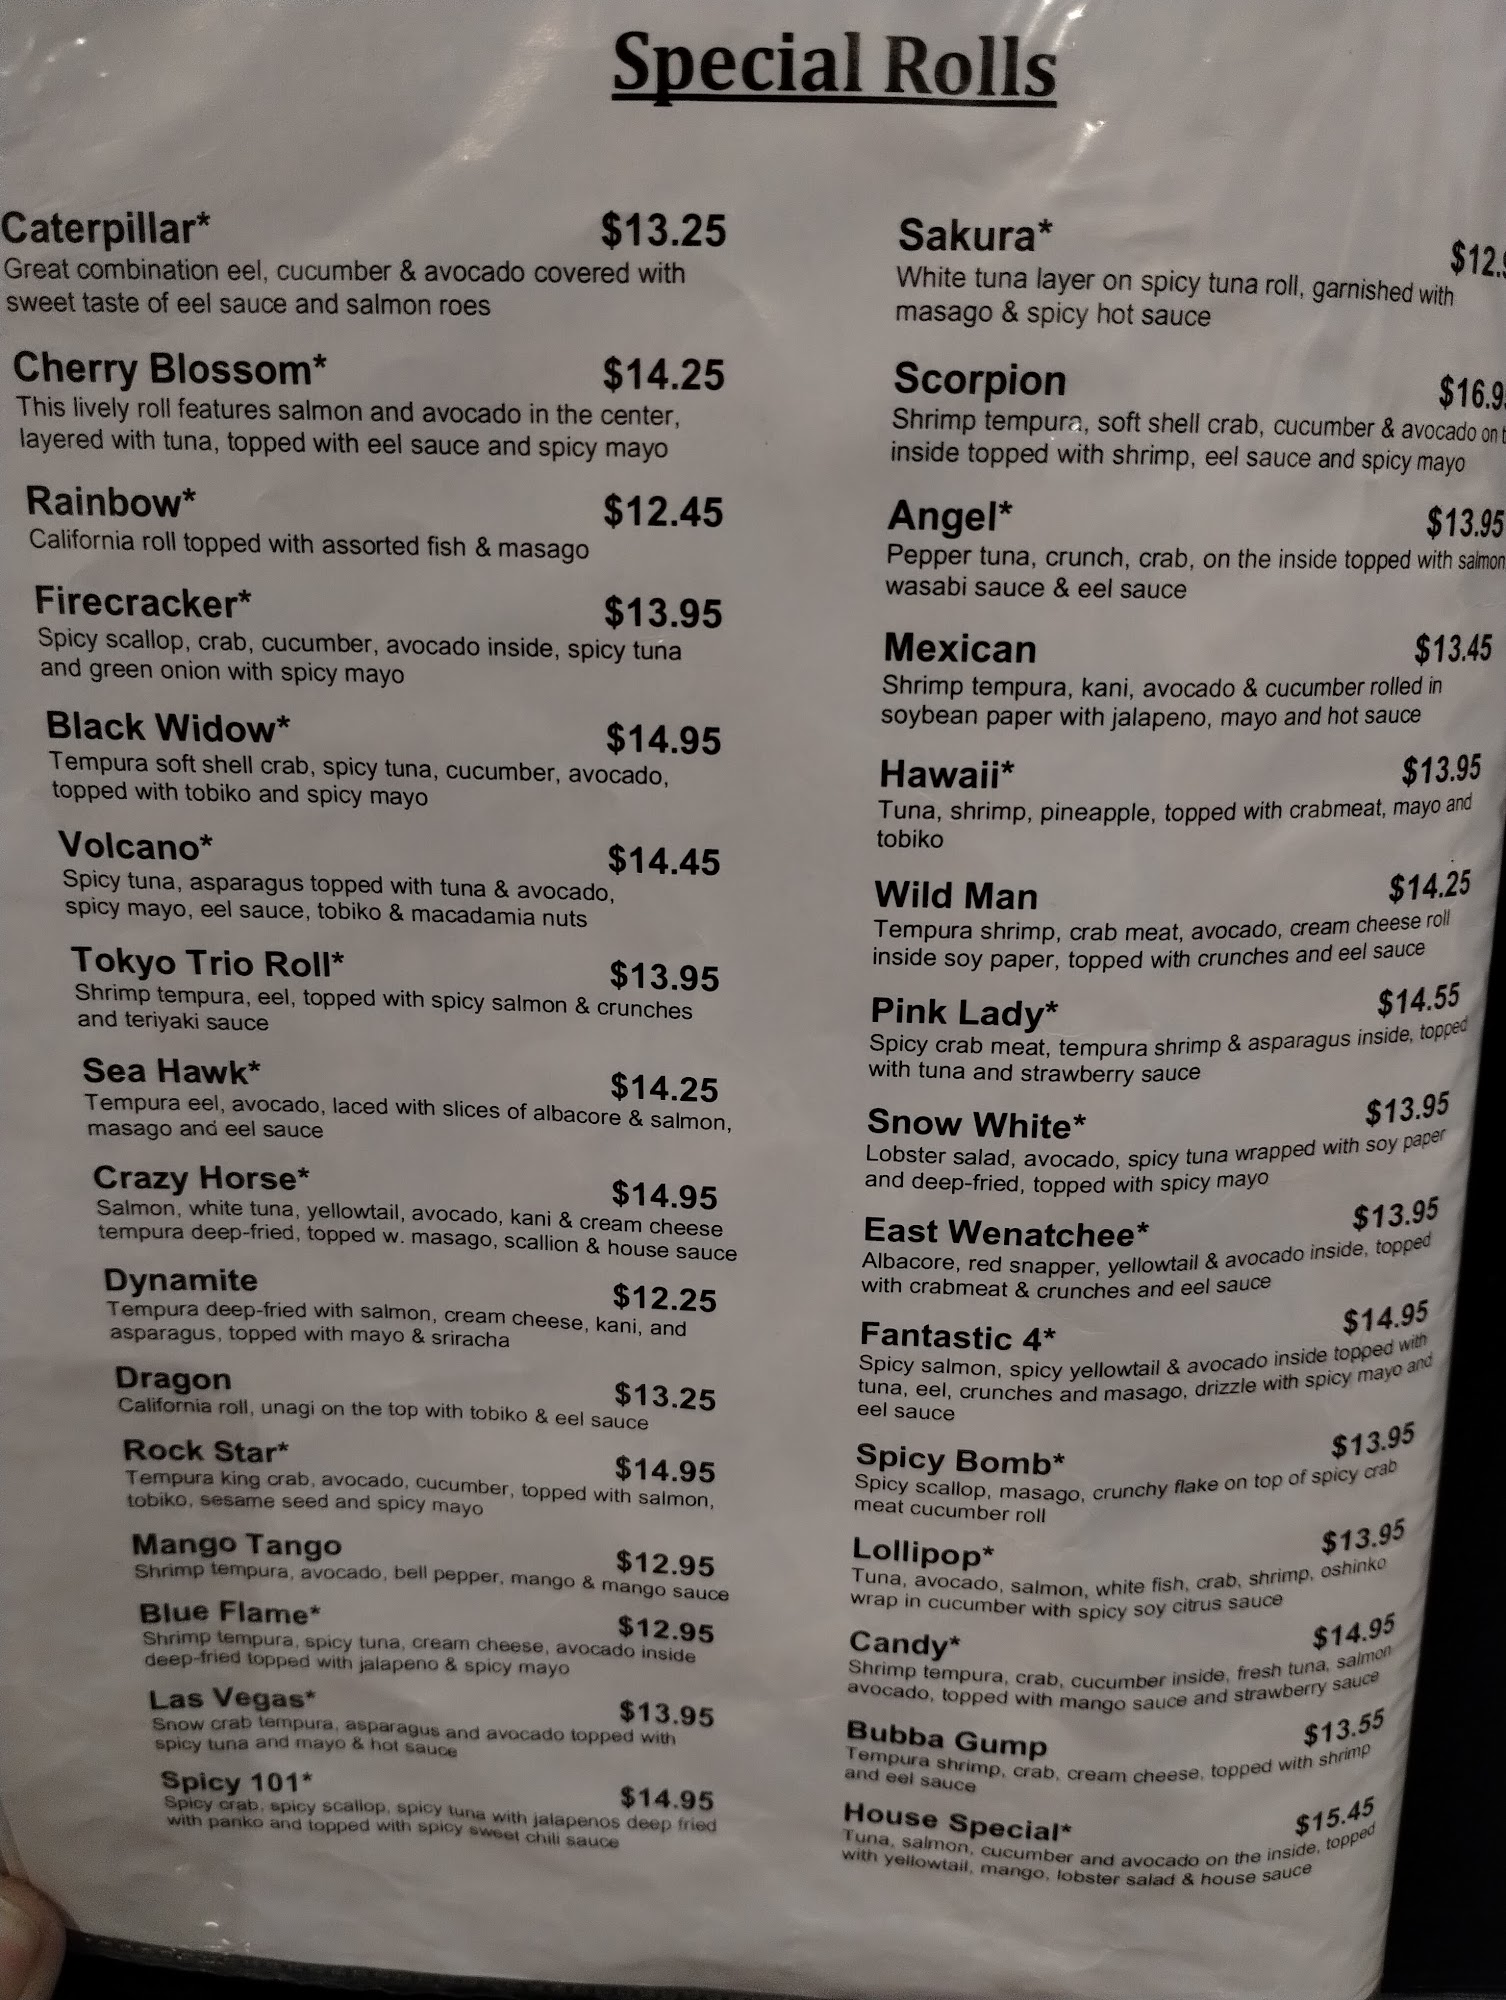 Special Rolls
Caterpillar* $13.25
Great combination eel, cucumber & avocado covered with
sweet taste of eel sauce and salmon roes
Cherry Blossom* $14.25
This lively roll features salmon and avocado in the center,
layered with tuna, topped with eel sauce and spicy mayo
Rainbow* $12.45
California roll topped with assorted fish & masago
Firecracker* $13.95
Spicy scallop, crab, cucumber, avocado inside, spicy tuna
and green onion with spicy mayo
Black Widow* $14.95
Tempura soft shell crab, spicy tuna, cucumber, avocado,
topped with tobiko and spicy mayo
Volcano* $14.45
Spicy tuna, asparagus topped with tuna & avocado,
spicy mayo, eel sauce, tobiko & macadamia nuts
Tokyo Trio Roll* $13.95
Shrimp tempura, eel, topped with spicy salmon & crunches
and teriyaki sauce
Sea Hawk* $14.25
Tempura eel, avocado, laced with slices of albacore & salmon,
masago and eel sauce
Crazy Horse* $14.95
Salmon, white tuna, yellowtail, avocado, kani & cream cheese
tempura deep-fried, topped w. masago, scallion & house sauce
Dynamite $12.25
Tempura deep-fried with salmon, cream cheese, kani, and
asparagus, topped with mayo & sriracha
Dragon $13.25
California roll, unagi on the top with tobiko & eel sauce
Rock Star* $14.95
Tempura king crab, avocado, cucumber, topped with salmon,
tobiko, sesame seed and spicy mayo
Mango Tango $12.95
Shrimp tempura, avocado, bell pepper, mango & mango sauce
Blue Flame* $12.95
Shrimp tempura, spicy tuna, cream cheese, avocado inside
deep-fried topped with jalapeno & spicy mayo
Las Vegas* $13.95
Snow crab tempura, asparagus and avocado topped with
spicy tuna and mayo & hot sauce
Spicy 101* $14.95
Spicy crab, spicy scallop, spicy tuna with jalapenos deep fried
with panko and topped with spicy sweet chili sauce
Sakura* $12.
White tuna layer on spicy tuna roll, garnished with
masago & spicy hot sauce
Scorpion $16.9
Shrimp tempura, soft shell crab, cucumber & avocado on
inside topped with shrimp, eel sauce and spicy mayo
Angel* $13.95
Pepper tuna, crunch, crab, on the inside topped with salmon
wasabi sauce & eel sauce
Mexican $13.45
Shrimp tempura, kani, avocado & cucumber rolled in
soybean paper with jalapeno, mayo and hot sauce
Hawaii* $13.95
Tuna, shrimp, pineapple, topped with crabmeat, mayo and
tobiko
Wild Man $14.25
Tempura shrimp, crab meat, avocado, cream cheese roll
inside soy paper, topped with crunches and eel sauce
Pink Lady* $14.55
Spicy crab meat, tempura shrimp & asparagus inside, topped
with tuna and strawberry sauce
Snow White* $13.95
Lobster salad, avocado, spicy tuna wrapped with soy paper
and deep-fried, topped with spicy mayo
East Wenatchee* $13.95
Albacore, red snapper, yellowtail & avocado inside, topped
with crabmeat & crunches and eel sauce
Fantastic 4* $14.95
Spicy salmon, spicy yellowtail & avocado inside topped with
tuna, eel, crunches and masago, drizzle with spicy mayo and
eel sauce
Spicy Bomb* $13.95
Spicy scallop, masago, crunchy flake on top of spicy crab
meat cucumber roll
Lollipop* $13.95
Tuna, avocado, salmon, white fish, crab, shrimp, oshinko
wrap in cucumber with spicy soy citrus sauce
Candy* $14.95
Shrimp tempura, crab, cucumber inside, fresh tuna, salmon
avocado, topped with mango sauce and strawberry sauce
Bubba Gump $13.55
Tempura shrimp, crab, cream cheese, topped with shrimp
and eel sauce
House Special* $15.45
Tuna, salmon, cucumber and avocado on the inside, topped
with yellowtail, mango, lobster salad & house sauce